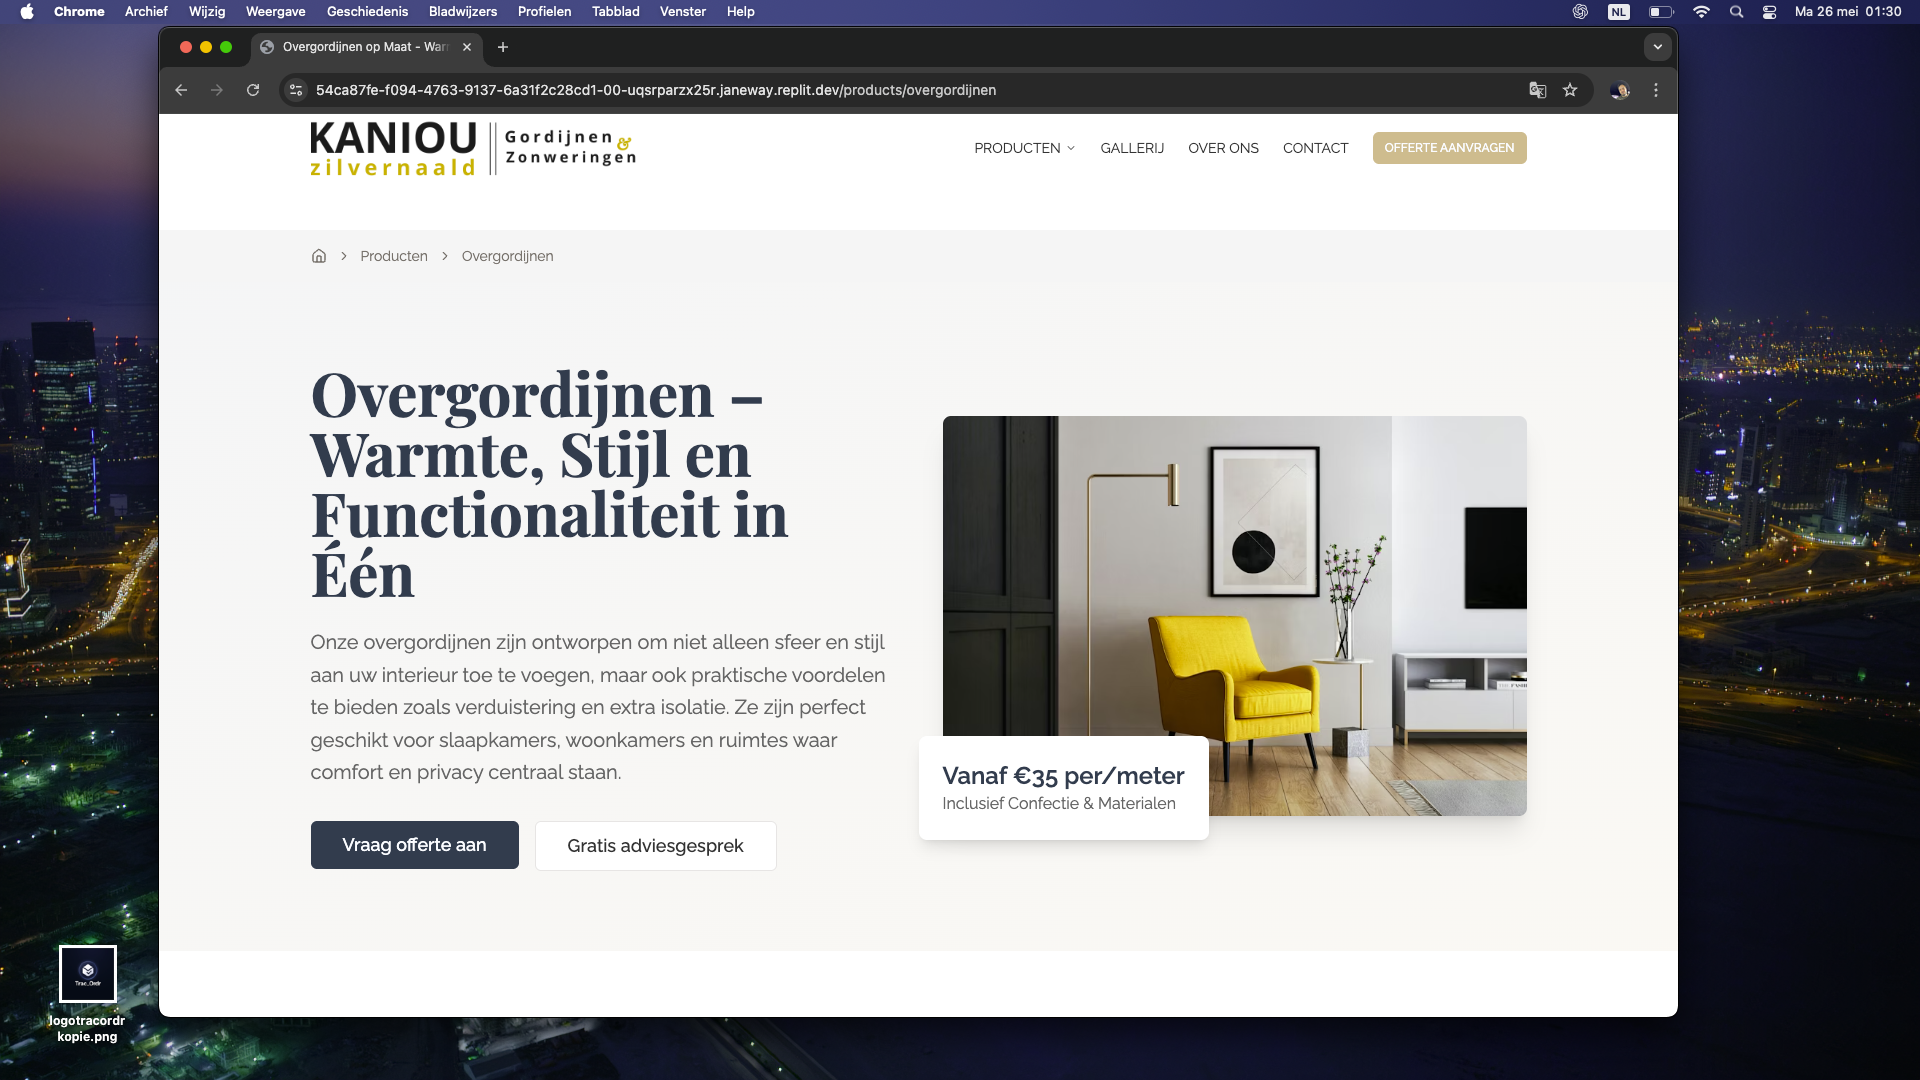 Chrome Archief Wijzig Weergave Geschiedenis Bladwijzers Profielen Tabblad Venster Help NL Ma 26 mei 01:30
Overgordijnen op Maat - War
54ca87fe-f094-4763-9137-6a31f2c28cd1-00-uqsrparzx25r.janeway.replit.dev/products/overgordijnen
KANIOU
zilvernaald
Gordijnen &
Zonweringen
PRODUCTEN GALLERIJ OVER ONS CONTACT OFFERTE AANVRAGEN
Producten Overgordijnen
Overgordijnen –
Warmte, Stijl en
Functionaliteit in
Één
Onze overgordijnen zijn ontworpen om niet alleen sfeer en stijl
aan uw interieur toe te voegen, maar ook praktische voordelen
te bieden zoals verduistering en extra isolatie. Ze zijn perfect
geschikt voor slaapkamers, woonkamers en ruimtes waar
comfort en privacy centraal staan.
Vraag offerte aan Gratis adviesgesprek
Vanaf €35 per/meter
Inclusief Confectie & Materialen
logotracordr
kopie.png